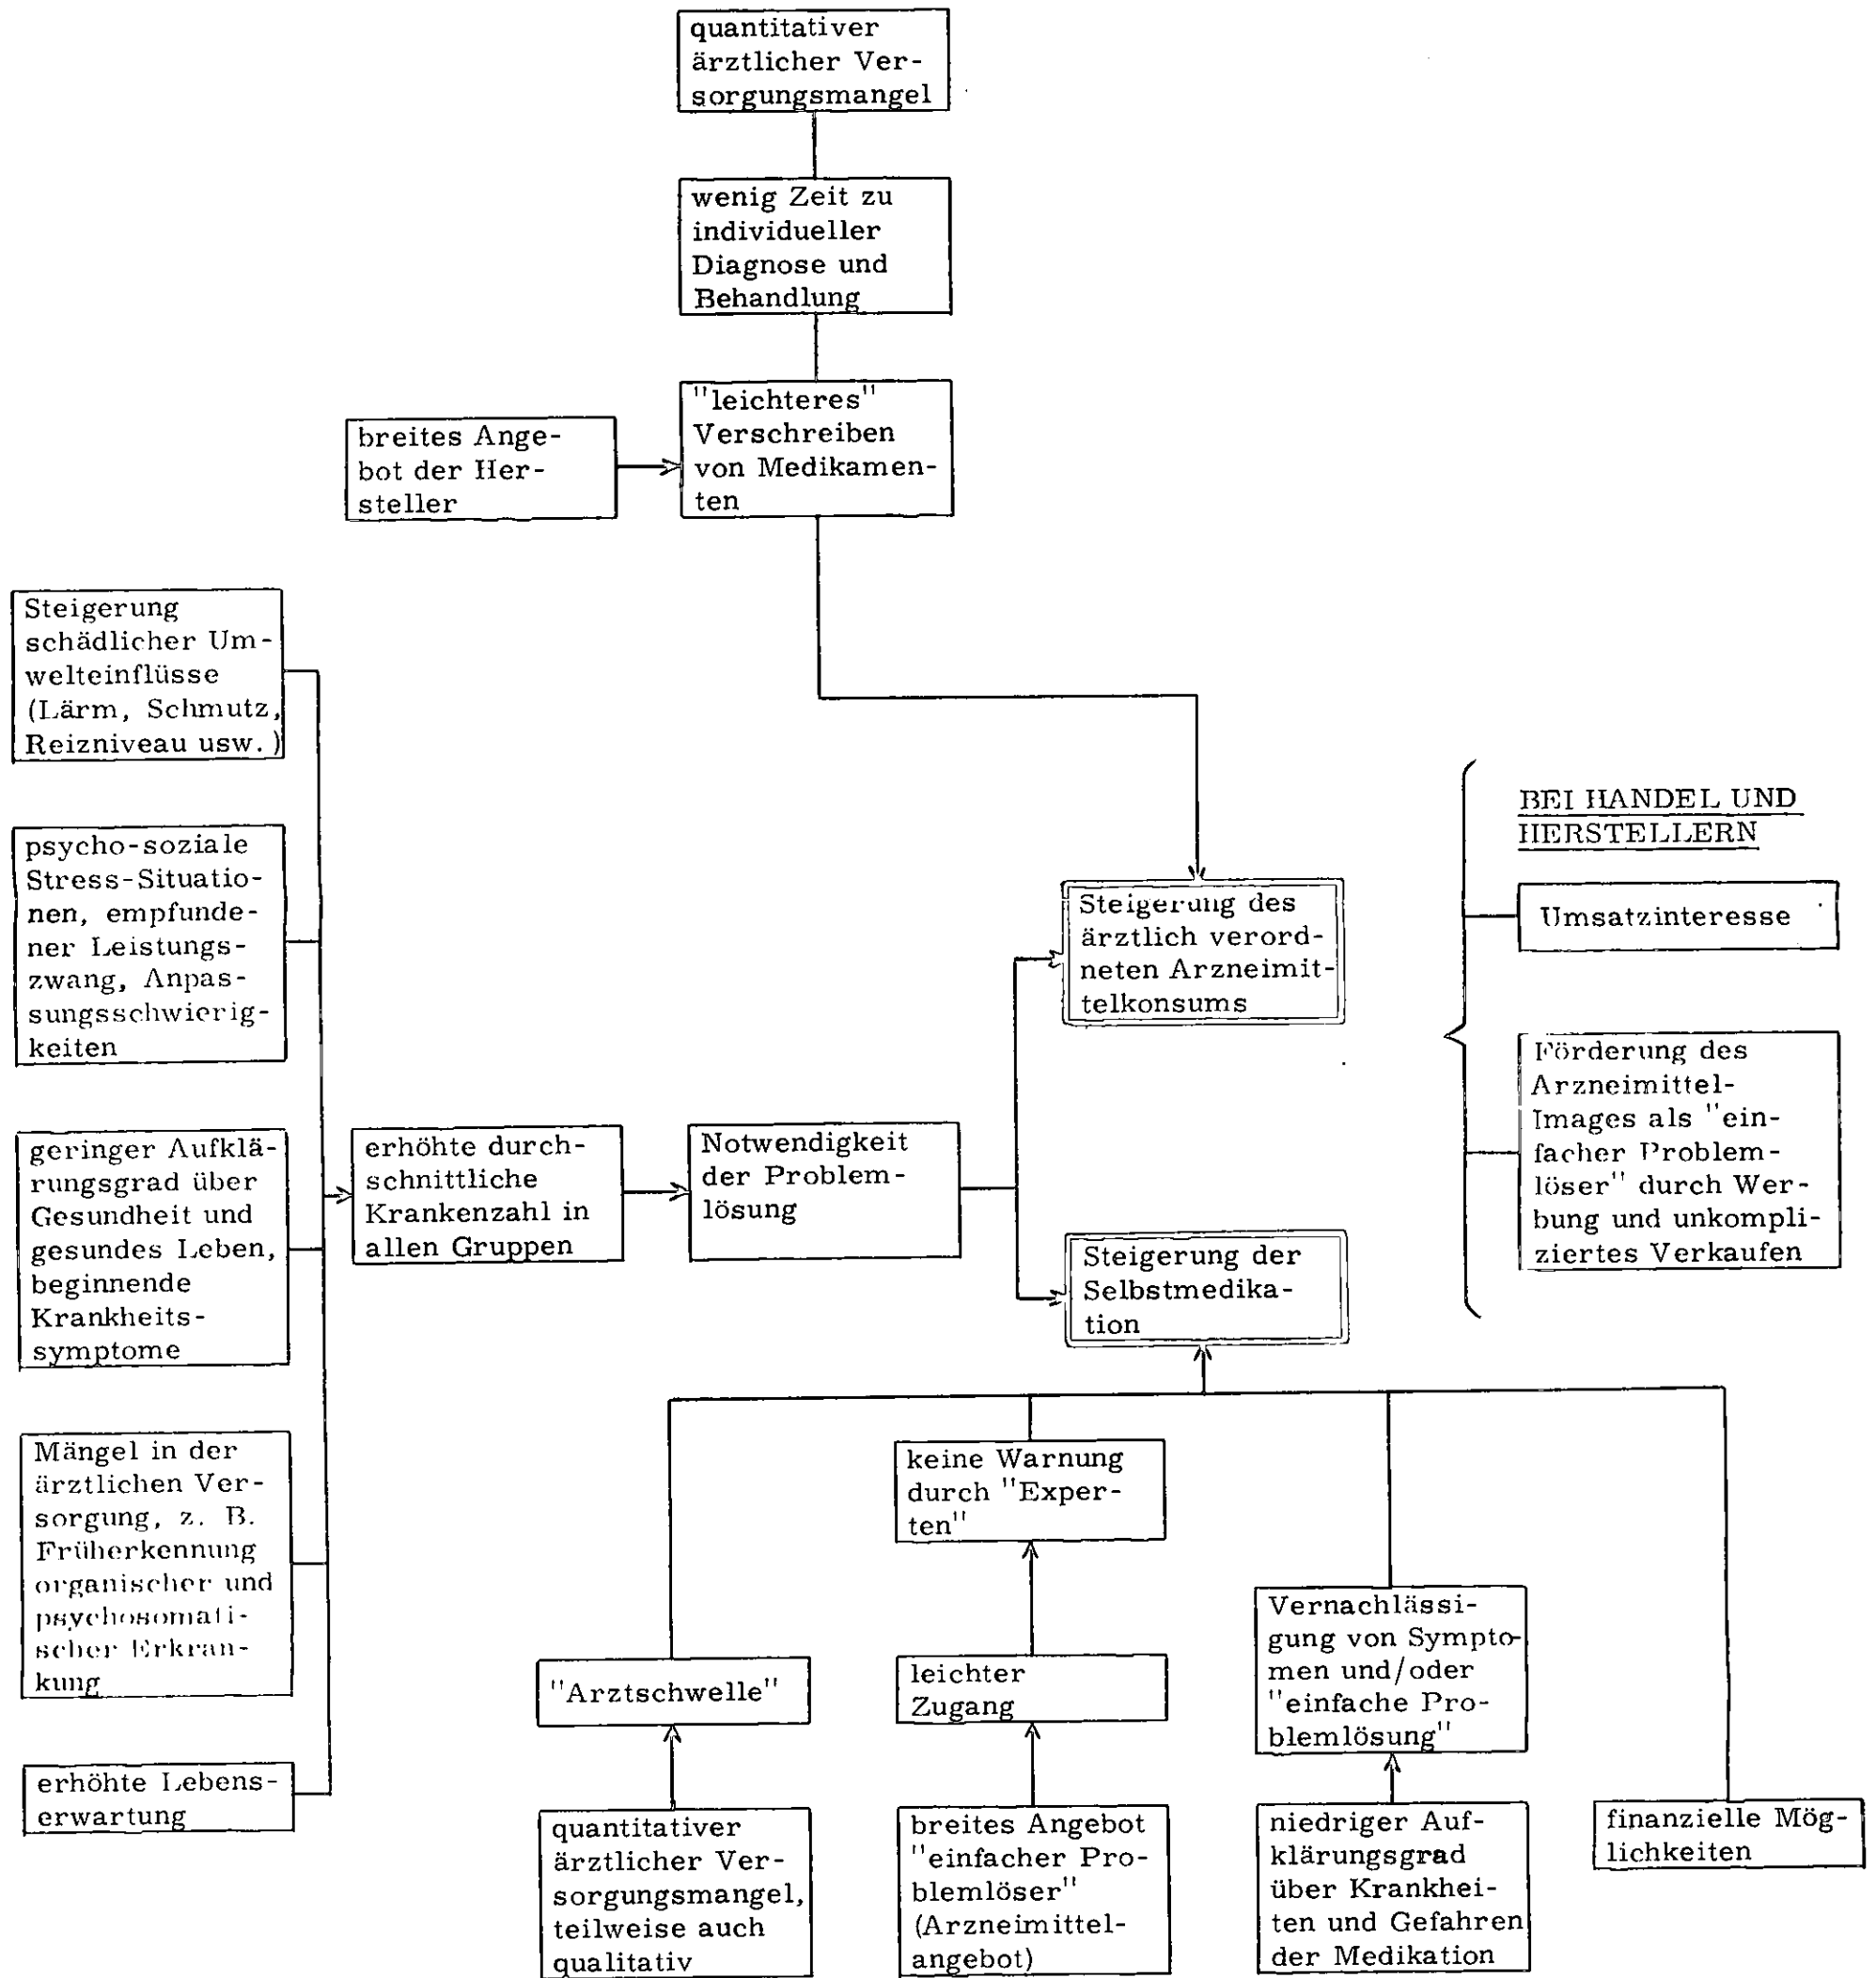 quantitativer
ärztlicher Ver-
sorgungsmangel
wenig Zeit zu
individueller
Diagnose und
Behandlung
"leichteres"
Verschreiben
von Medikamen-
ten
breites Ange-
bot der Her-
steller
Steigerung
schädlicher Um-
welteinflüsse
(Lärm, Schmutz,
Reizniveau usw.)
psycho-soziale
Stress-Situatio-
nen, empfunde-
ner Leistungs-
zwang, Anpas-
sungsschwierig-
keiten
geringer Aufklä-
rungsgrad über
Gesundheit und
gesundes Leben,
beginnende
Krankheits-
symptome
Mängel in der
ärztlichen Ver-
sorgung, z. B.
Früherkennung
organischer und
psychosomati-
scher Erkran-
kung
erhöhte Lebens-
erwartung
erhöhte durch-
schnittliche
Krankenzahl in
allen Gruppen
Notwendigkeit
der Problem-
lösung
Steigerung des
ärztlich verord-
neten Arzneimit-
telkonsums
Steigerung der
Selbstmedika-
tion
BEI HANDEL UND
HERSTELLERN
Umsatzinteresse
Förderung des
Arzneimittel-
Images als "ein-
facher Problem-
löser" durch Wer-
bung und unkompli-
ziertes Verkaufen
"Arztschwelle"
quantitativer
ärztlicher Ver-
sorgungsmangel,
teilweise auch
qualitativ
keine Warnung
durch "Exper-
ten"
leichter
Zugang
breites Angebot
"einfacher Pro-
blemlöser"
(Arzneimittel-
angebot)
Vernachlässi-
gung von Sympto-
men und/oder
"einfache Pro-
blemlösung"
niedriger Auf-
klärungsgrad
über Krankhei-
ten und Gefahren
der Medikation
finanzielle Mög-
lichkeiten